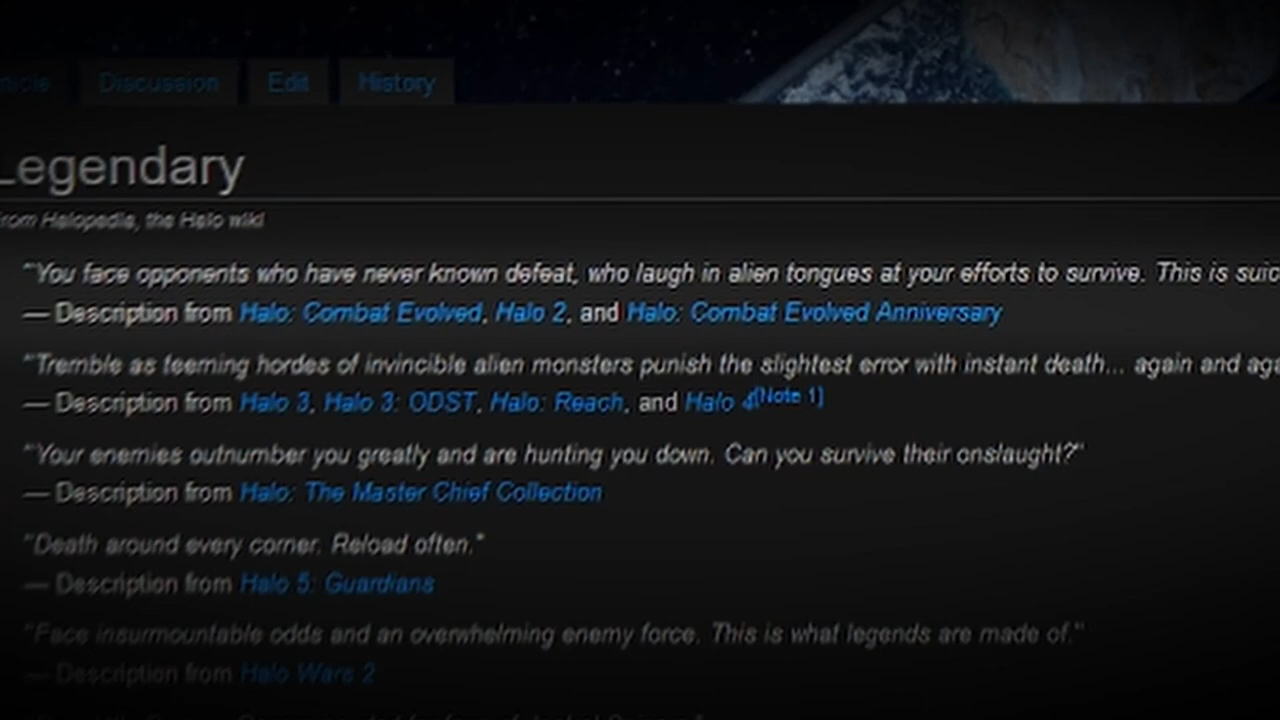 Discussion Edit History
Legendary
From Halopedia, the Halo wiki
"You face opponents who have never known defeat, who laugh in alien tongues at your efforts to survive. This is suic
— Description from Halo: Combat Evolved, Halo 2, and Halo: Combat Evolved Anniversary
"Tremble as teeming hordes of invincible alien monsters punish the slightest error with instant death... again and aga
— Description from Halo 3, Halo 3: ODST, Halo: Reach, and Halo 4[Note 1]
"Your enemies outnumber you greatly and are hunting you down. Can you survive their onslaught?"
— Description from Halo: The Master Chief Collection
"Death around every corner. Reload often."
— Description from Halo 5: Guardians
"Face insurmountable odds and an overwhelming enemy force. This is what legends are made of."
— Description from Halo Wars 2